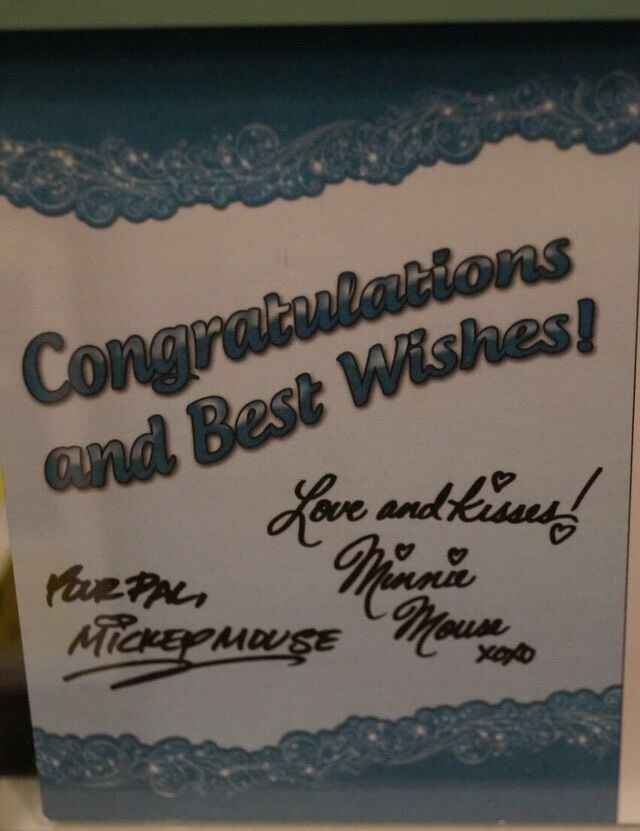 Congratulations
and Best Wishes!
Love and kisses!
Minnie
Mouse
xoxo
YOUR PAL,
MICKEY MOUSE